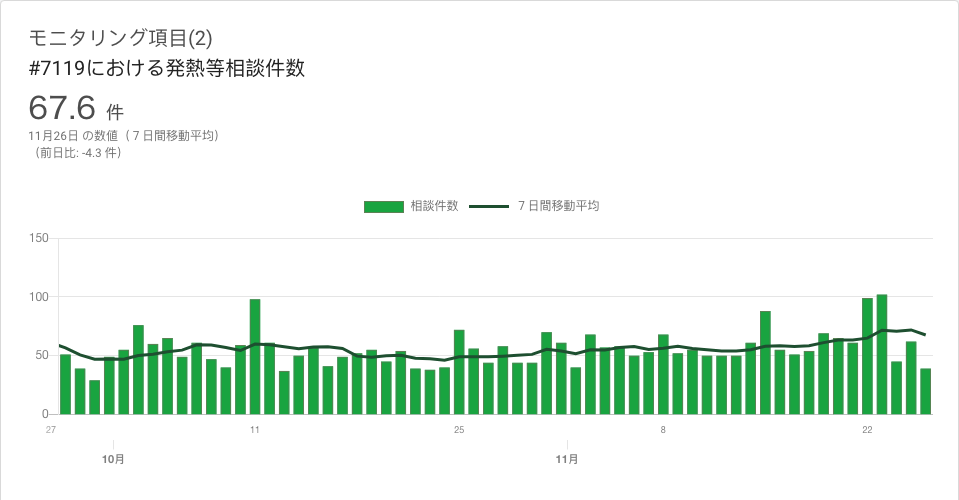 モニタリング項目(2)
#7119における発熱等相談件数
67.6 件
11月26日 の数値（７日間移動平均）
（前日比: -4.3 件）
相談件数 ７日間移動平均
150
100
50
0
27 11 25 8 22
10月 11月